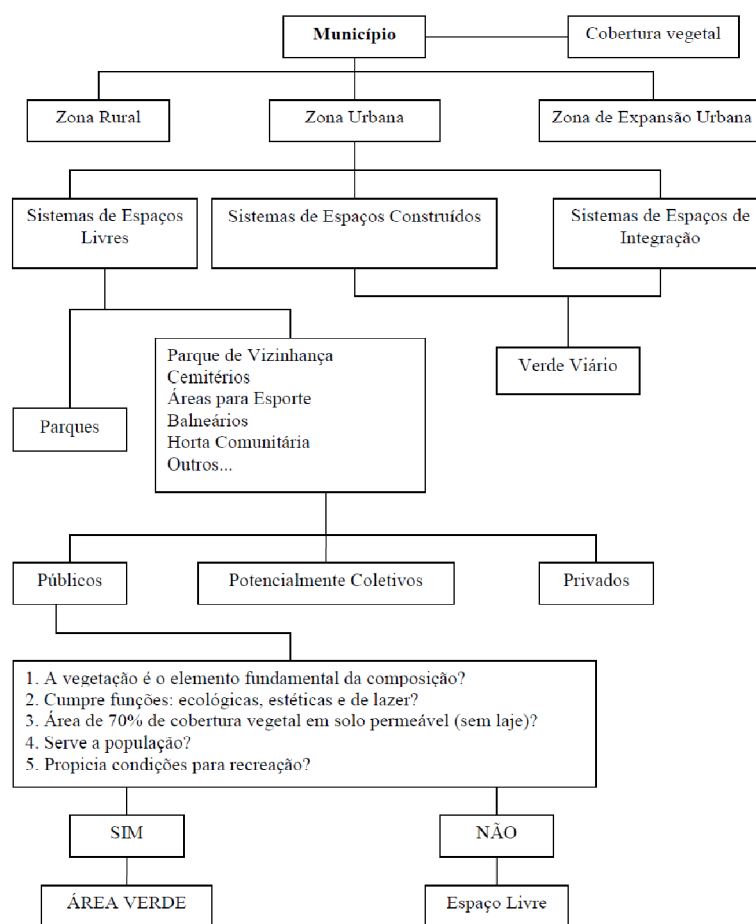 Município
Cobertura vegetal
Zona Rural
Zona Urbana
Zona de Expansão Urbana
Sistemas de Espaços
Livres
Sistemas de Espaços Construídos
Sistemas de Espaços de
Integração
Parque de Vizinhança
Cemitérios
Áreas para Esporte
Balneários
Horta Comunitária
Outros...
Verde Viário
Parques
Públicos
Potencialmente Coletivos
Privados
1. A vegetação é o elemento fundamental da composição?
2. Cumpre funções: ecológicas, estéticas e de lazer?
3. Área de 70% de cobertura vegetal em solo permeável (sem laje)?
4. Serve a população?
5. Propicia condições para recreação?
SIM
NÃO
ÁREA VERDE
Espaço Livre